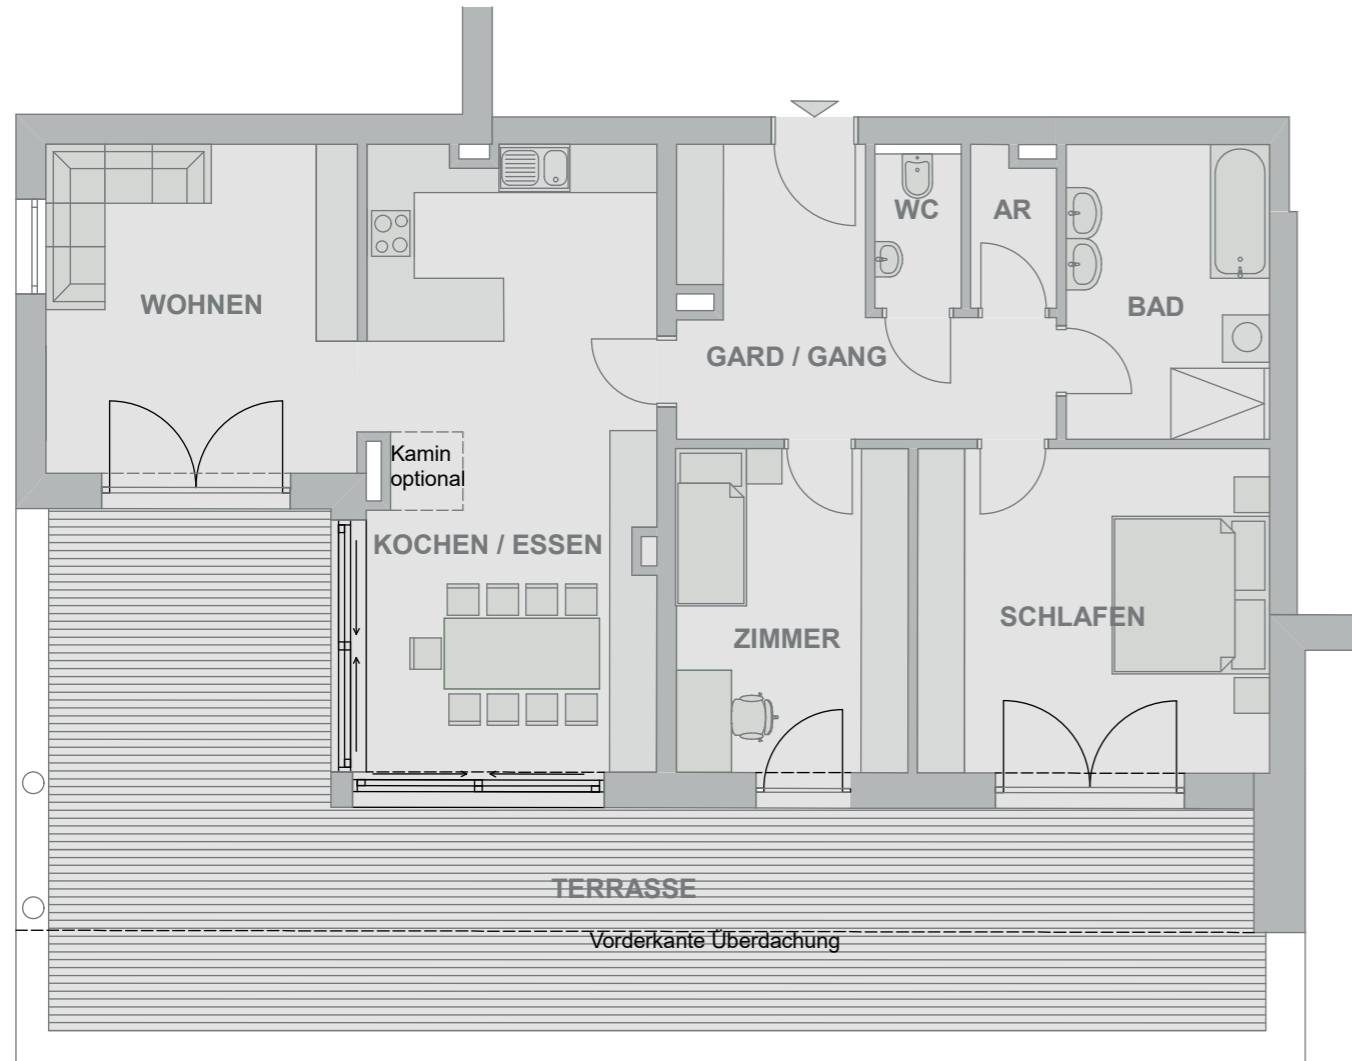 WC
AR
WOHNEN
BAD
GARD / GANG
Kamin
optional
KOCHEN / ESSEN
SCHLAFEN
ZIMMER
TERRASSE
Vorderkante Überdachung